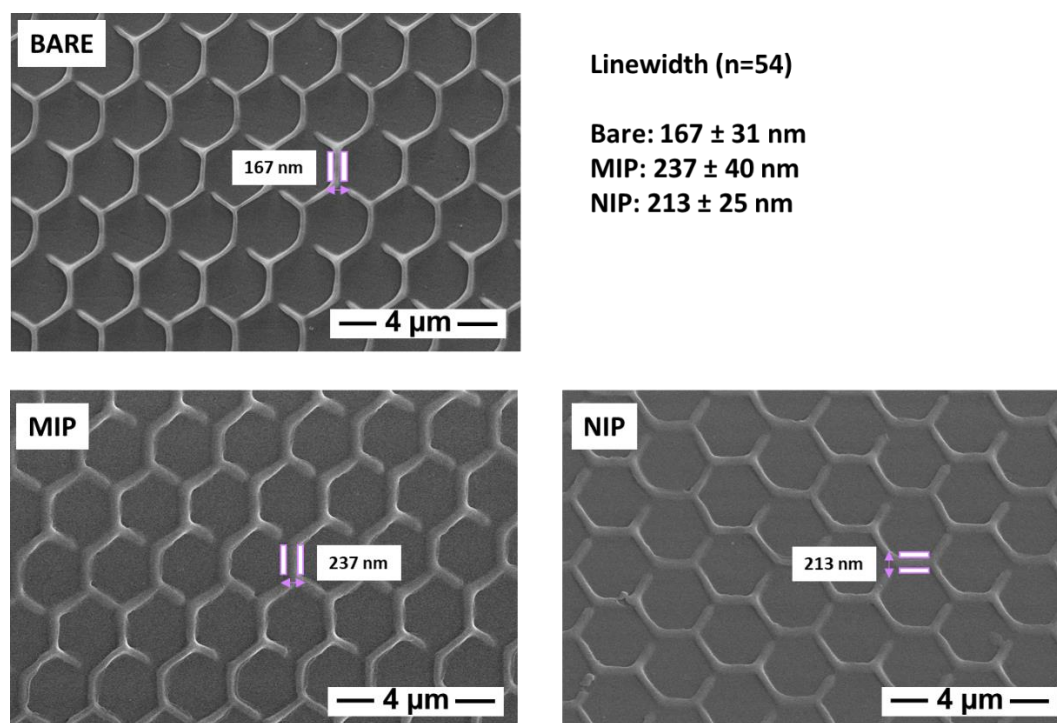 BARE
167 nm
4 µm
Linewidth (n=54)
Bare: 167 ± 31 nm
MIP: 237 ± 40 nm
NIP: 213 ± 25 nm
MIP
237 nm
4 µm
NIP
213 nm
4 µm